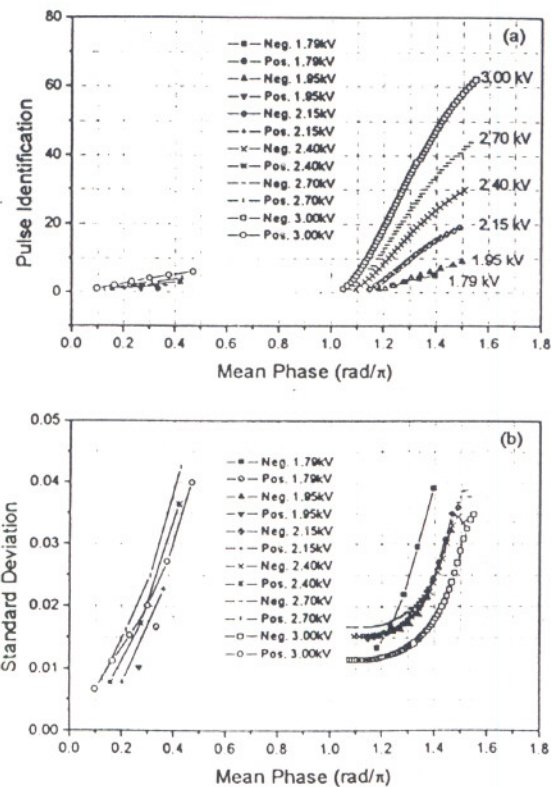 (a)
80
60
40
20
0
Pulse Identification
Neg. 1.79kV
Pos. 1.79kV
Neg. 1.95kV
Pos. 1.95kV
Neg. 2.15kV
Pos. 2.15kV
Neg. 2.40kV
Pos. 2.40kV
Neg. 2.70kV
Pos. 2.70kV
Neg. 3.00kV
Pos. 3.00kV
3.00 kV
2.70 kV
2.40 kV
2.15 kV
1.95 kV
1.79 kV
0.0 0.2 0.4 0.6 0.8 1.0 1.2 1.4 1.6 1.8
Mean Phase (rad/π)
(b)
0.05
0.04
0.03
0.02
0.01
0.00
Standard Deviation
Neg. 1.79kV
Pos. 1.79kV
Neg. 1.95kV
Pos. 1.95kV
Neg. 2.15kV
Pos. 2.15kV
Neg. 2.40kV
Pos. 2.40kV
Neg. 2.70kV
Pos. 2.70kV
Neg. 3.00kV
Pos. 3.00kV
0.0 0.2 0.4 0.6 0.8 1.0 1.2 1.4 1.6 1.8
Mean Phase (rad/π)